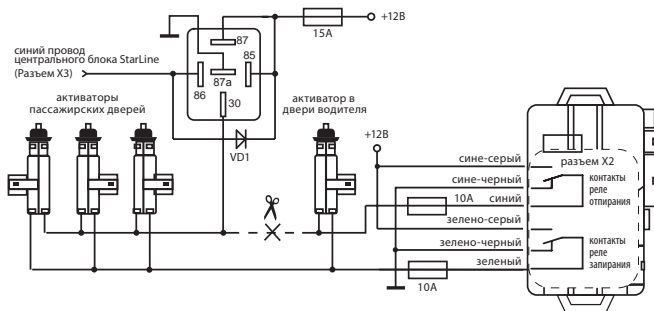 +12В
15А
87
85
86
87а
30
VD1
синий провод
центрального блока StarLine
(Разъем X3)
активаторы
пассажирских дверей
активатор в
двери водителя
+12В
разъем X2
сине-серый
сине-черный
10А
синий
зелено-серый
зелено-черный
зеленый
10А
контакты
реле
отпирания
контакты
реле
запирания